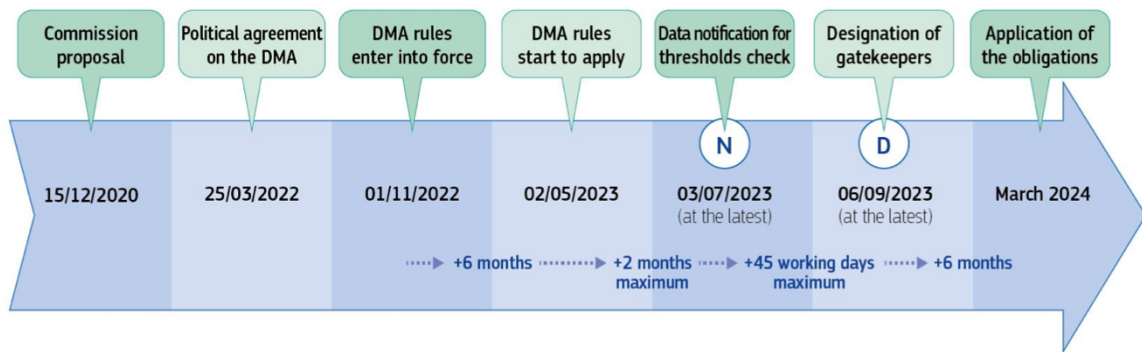 Commission
proposal
Political agreement
on the DMA
DMA rules
enter into force
DMA rules
start to apply
Data notification for
thresholds check
Designation of
gatekeepers
Application of
the obligations
N
D
15/12/2020
25/03/2022
01/11/2022
02/05/2023
03/07/2023
(at the latest)
06/09/2023
(at the latest)
March 2024
+6 months
+2 months
maximum
+45 working days
maximum
+6 months